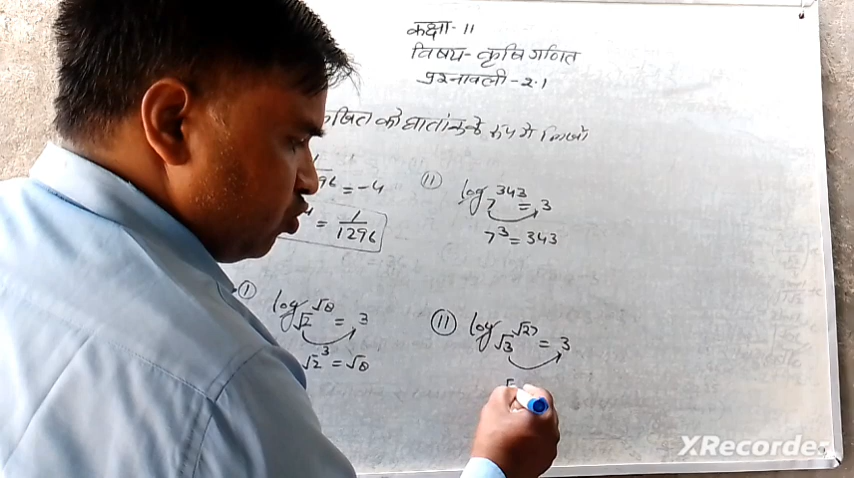 कक्षा- 11
विषय- कृषि गणित
प्रश्नावली-2.1
को घातांक के रूप में लिखो
= -4
= 1/1296
(ii) log₇ 343 = 3
7³ = 343
(i) log√2 √8 = 3
√2³ = √8
(ii) log√3 √27 = 3
XRecorder